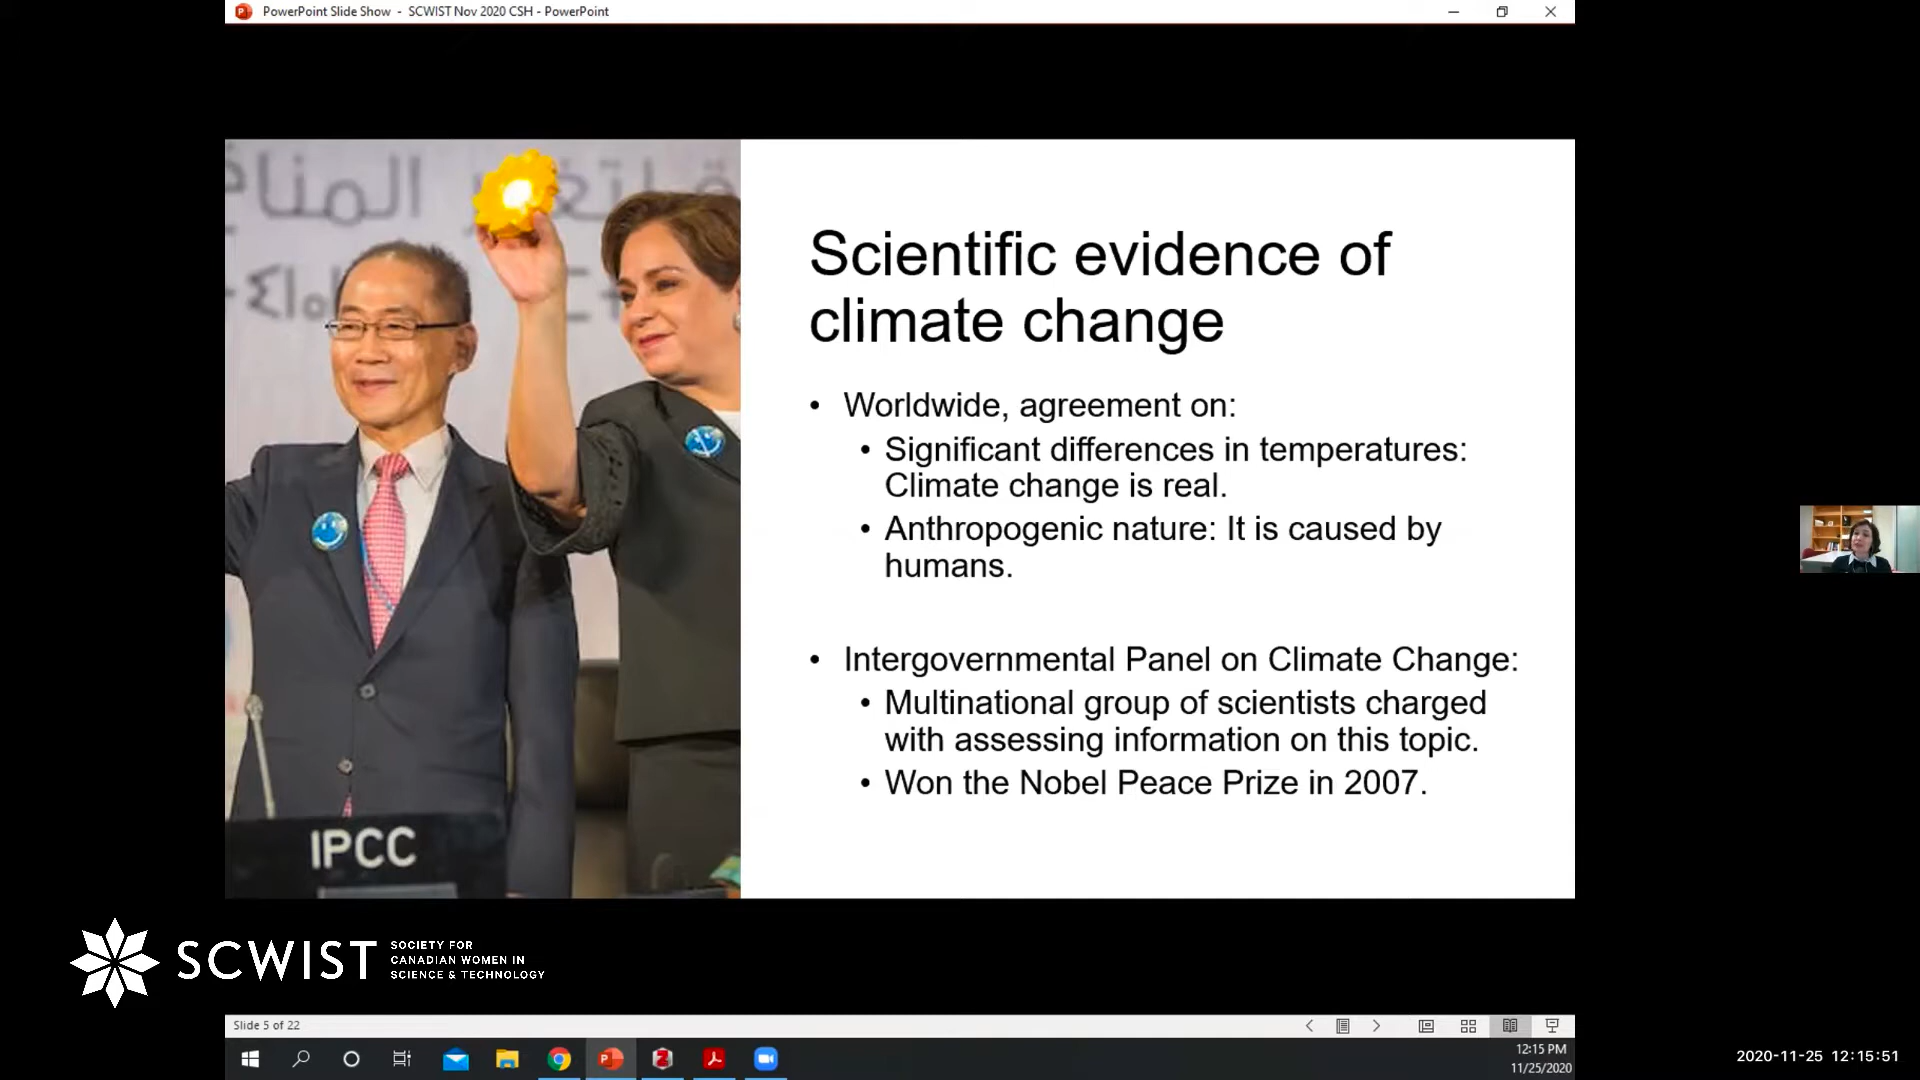 PowerPoint Slide Show - SCWIST Nov 2020 CSH - PowerPoint
Scientific evidence of
climate change
• Worldwide, agreement on:
• Significant differences in temperatures:
Climate change is real.
• Anthropogenic nature: It is caused by
humans.
• Intergovernmental Panel on Climate Change:
• Multinational group of scientists charged
with assessing information on this topic.
• Won the Nobel Peace Prize in 2007.
IPCC
SCWIST
SOCIETY FOR
CANADIAN WOMEN IN
SCIENCE & TECHNOLOGY
Slide 5 of 22
12:15 PM
11/25/2020
2020-11-25 12:15:51